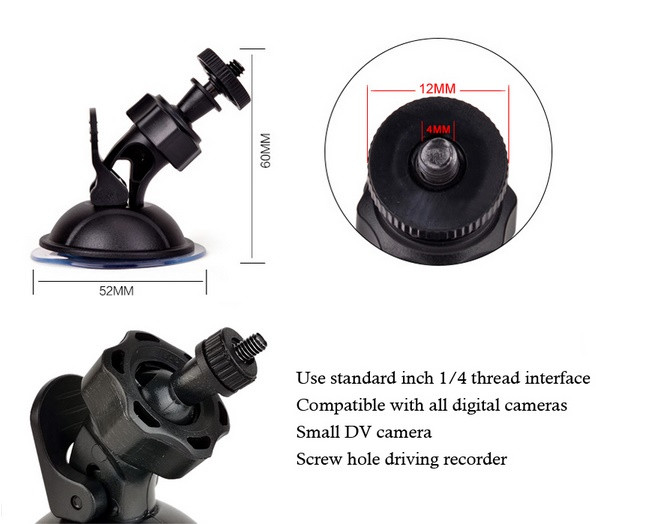 12MM
4MM
60MM
52MM
Use standard inch 1/4 thread interface
Compatible with all digital cameras
Small DV camera
Screw hole driving recorder